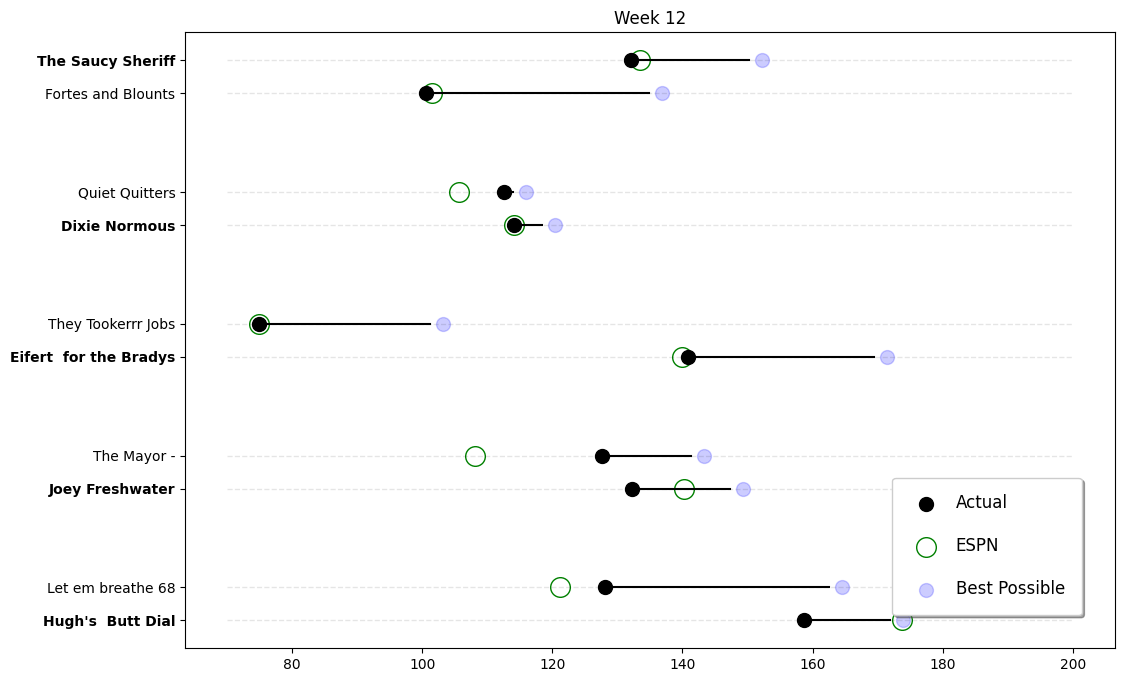 Week 12
The Saucy Sheriff
Fortes and Blounts
Quiet Quitters
Dixie Normous
They Tookerrr Jobs
Eifert  for the Bradys
The Mayor -
Joey Freshwater
Let em breathe 68
Hugh's  Butt Dial
Actual
ESPN
Best Possible
80 100 120 140 160 180 200